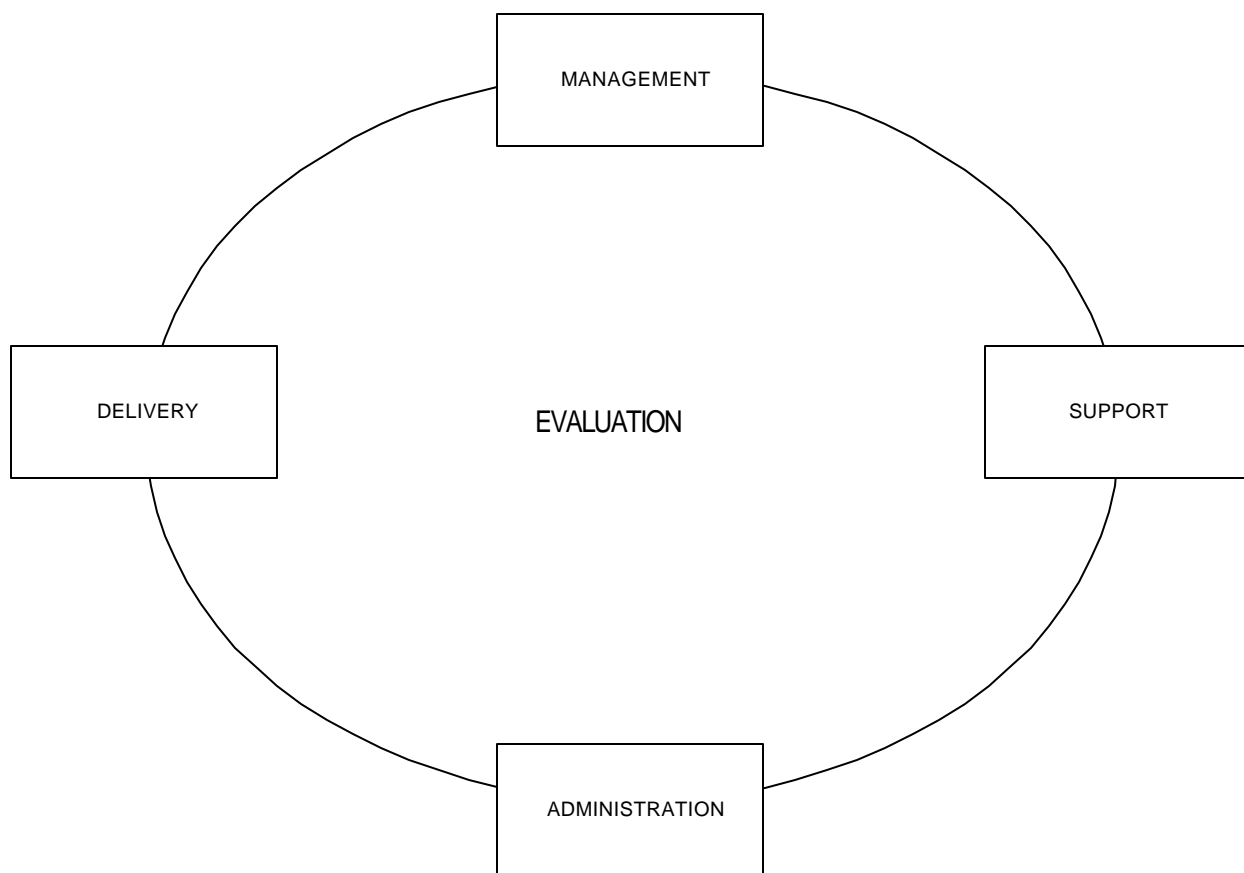 MANAGEMENT
DELIVERY
EVALUATION
SUPPORT
ADMINISTRATION